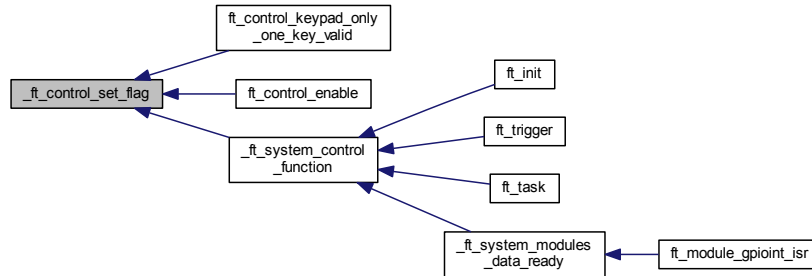 ft_control_keypad_only
_one_key_valid
_ft_control_set_flag
ft_control_enable
_ft_system_control
_function
ft_init
ft_trigger
ft_task
_ft_system_modules
_data_ready
ft_module_gpioint_isr